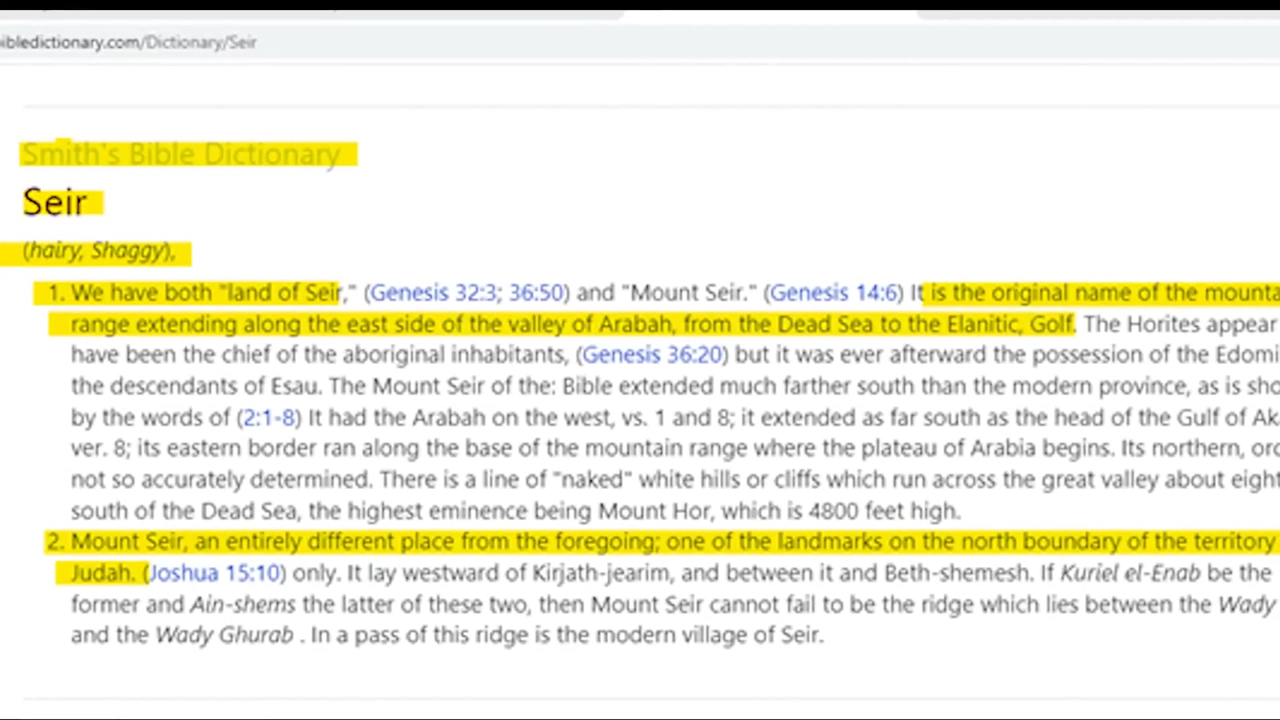 ibledictionary.com/Dictionary/Seir
Smith's Bible Dictionary
Seir
(hairy, Shaggy),
1. We have both "land of Seir," (Genesis 32:3; 36:50) and "Mount Seir." (Genesis 14:6) It is the original name of the mounta
range extending along the east side of the valley of Arabah, from the Dead Sea to the Elanitic, Golf. The Horites appear
have been the chief of the aboriginal inhabitants, (Genesis 36:20) but it was ever afterward the possession of the Edomi
the descendants of Esau. The Mount Seir of the: Bible extended much farther south than the modern province, as is sho
by the words of (2:1-8) It had the Arabah on the west, vs. 1 and 8; it extended as far south as the head of the Gulf of Ak
ver. 8; its eastern border ran along the base of the mountain range where the plateau of Arabia begins. Its northern, ord
not so accurately determined. There is a line of "naked" white hills or cliffs which run across the great valley about eight
south of the Dead Sea, the highest eminence being Mount Hor, which is 4800 feet high.
2. Mount Seir, an entirely different place from the foregoing; one of the landmarks on the north boundary of the territory
Judah. (Joshua 15:10) only. It lay westward of Kirjath-jearim, and between it and Beth-shemesh. If Kuriel el-Enab be the
former and Ain-shems the latter of these two, then Mount Seir cannot fail to be the ridge which lies between the Wady
and the Wady Ghurab . In a pass of this ridge is the modern village of Seir.